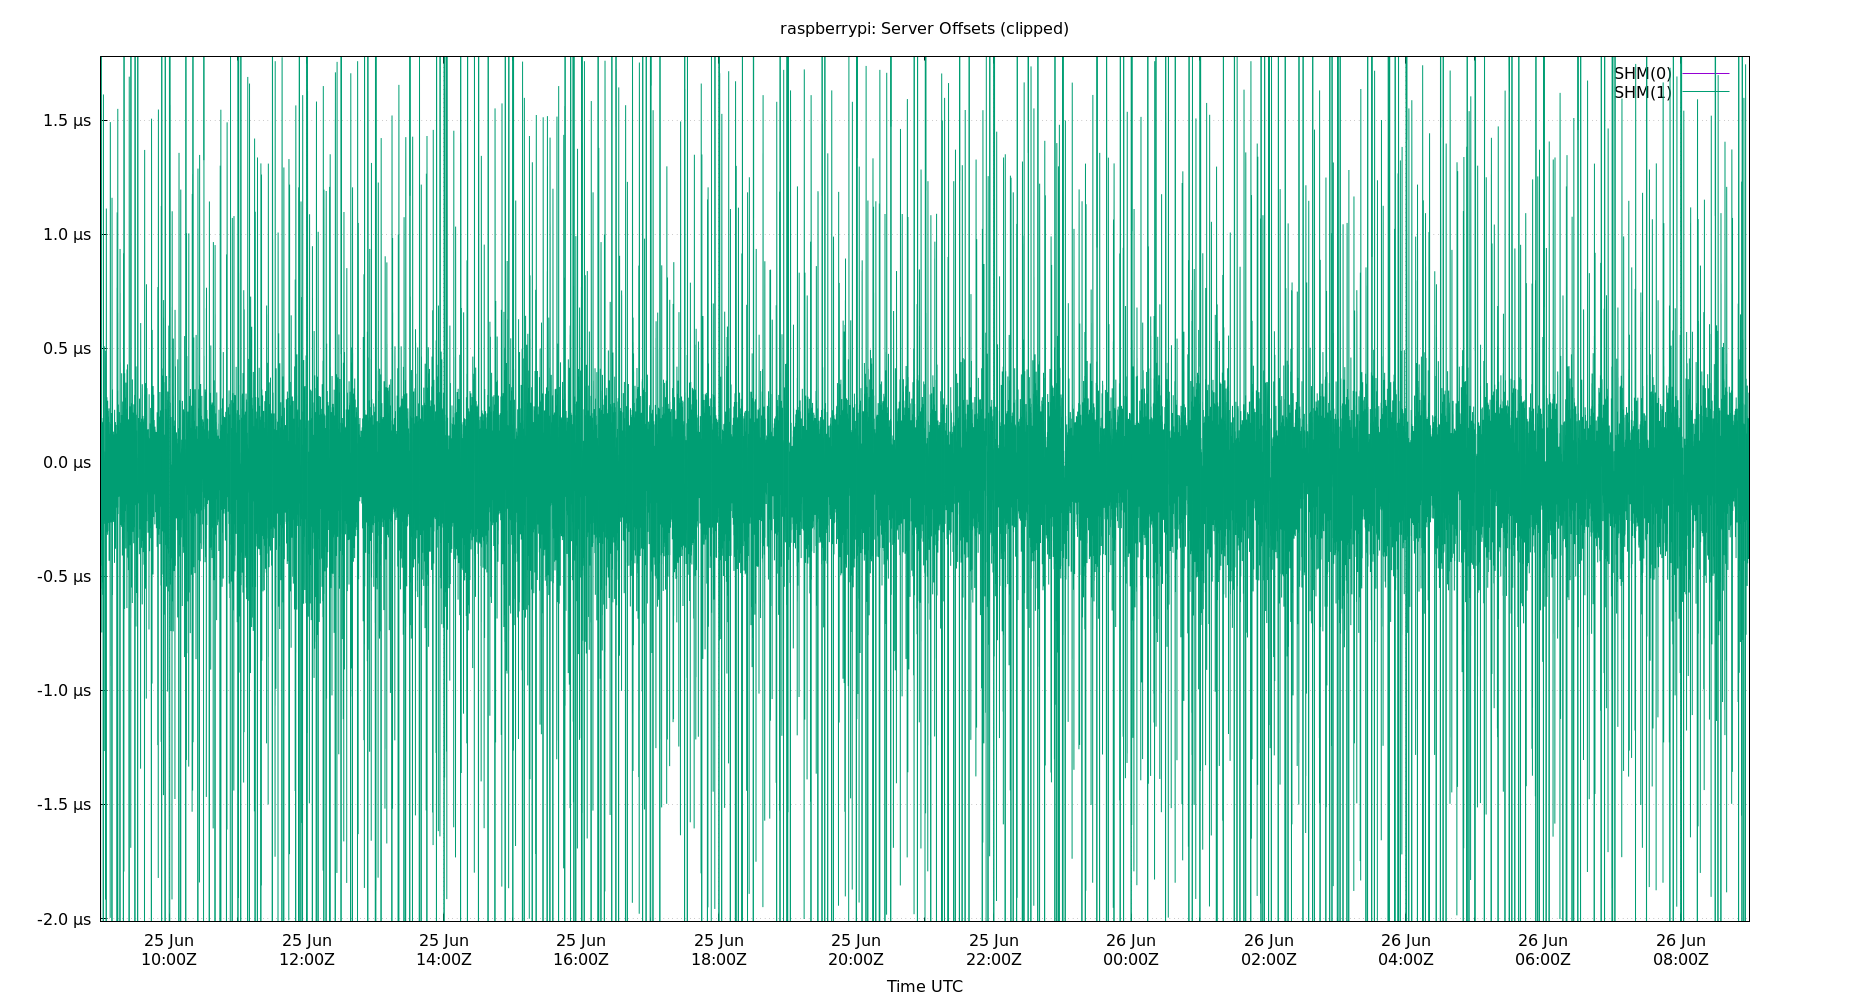 raspberrypi: Server Offsets (clipped)
SHM(0)
SHM(1)
1.5 µs
1.0 µs
0.5 µs
0.0 µs
-0.5 µs
-1.0 µs
-1.5 µs
-2.0 µs
25 Jun 25 Jun 25 Jun 25 Jun 25 Jun 25 Jun 25 Jun 26 Jun 26 Jun 26 Jun 26 Jun 26 Jun
10:00Z 12:00Z 14:00Z 16:00Z 18:00Z 20:00Z 22:00Z 00:00Z 02:00Z 04:00Z 06:00Z 08:00Z
Time UTC